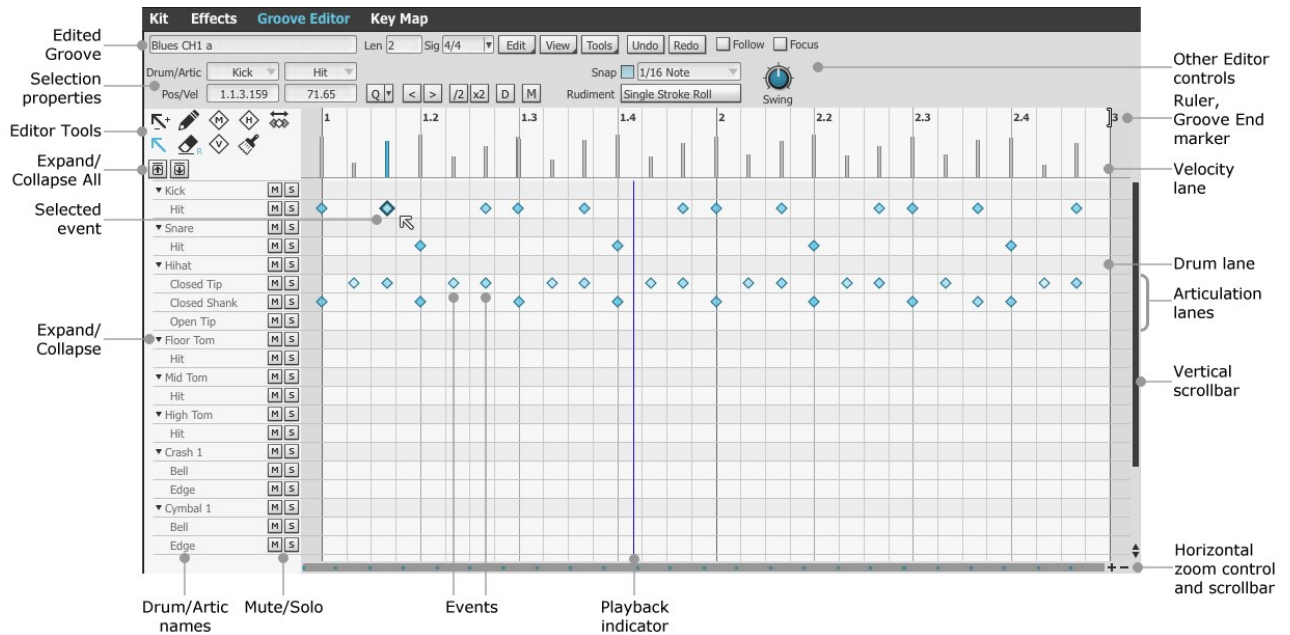 Kit Effects Groove Editor Key Map
Edited
Groove
Blues CH1 a Len 2 Sig 4/4 Edit View Tools Undo Redo Follow Focus
Selection
properties
Drum/Artic Kick Hit Snap 1/16 Note
Pos/Vel 1.1.3.159 71.65 Q < > /2 x2 D M Rudiment Single Stroke Roll Swing
Other Editor
controls
Editor Tools
M H
R V
1 1.2 1.3 1.4 2 2.2 2.3 2.4 3
Ruler,
Groove End
marker
Expand/
Collapse All
Velocity
lane
Kick M S
Selected
event
Hit M S
Snare M S
Hit M S
Hihat M S
Drum lane
Closed Tip M S
Closed Shank M S
Open Tip M S
Articulation
lanes
Expand/
Collapse
Floor Tom M S
Hit M S
Mid Tom M S
Hit M S
Vertical
scrollbar
High Tom M S
Hit M S
Crash 1 M S
Bell M S
Edge M S
Cymbal 1 M S
Bell M S
Edge M S
+ −
Horizontal
zoom control
and scrollbar
Drum/Artic
names
Mute/Solo
Events
Playback
indicator